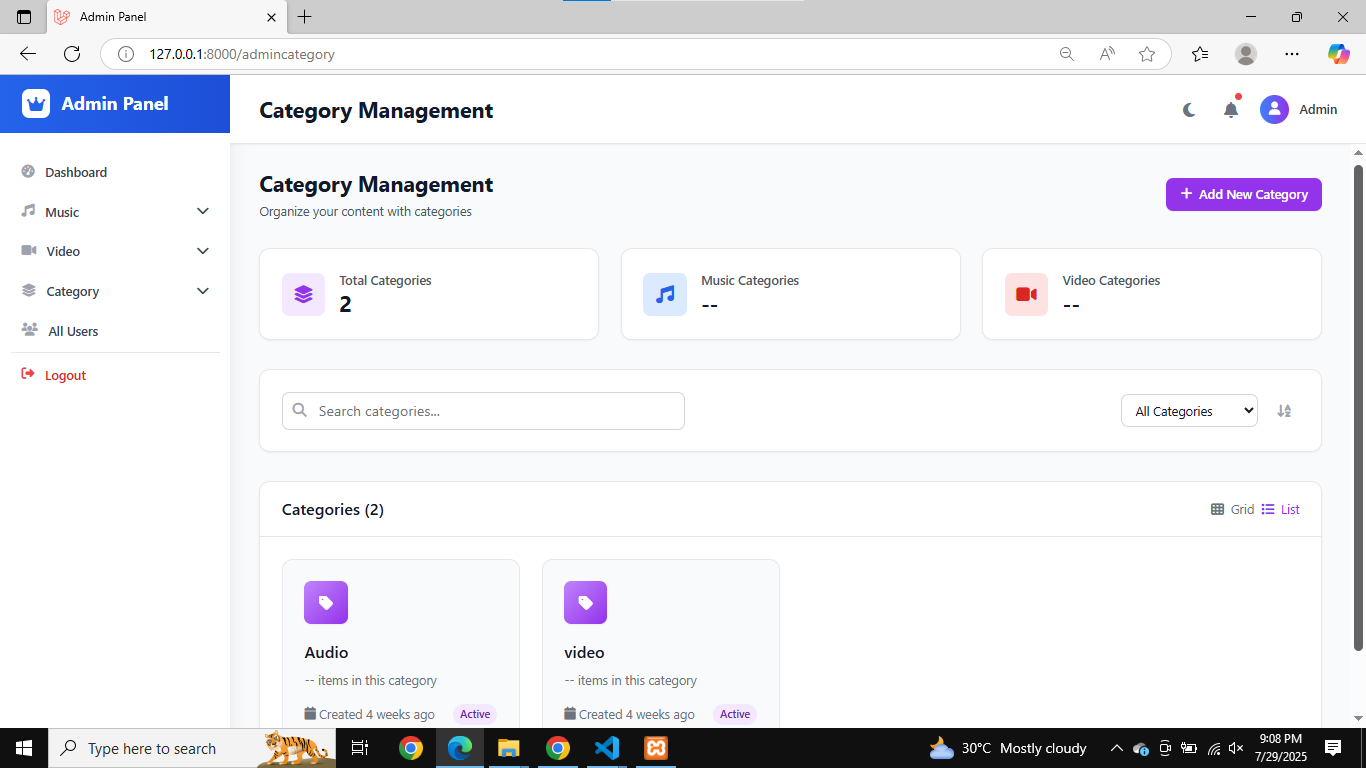 Admin Panel
127.0.0.1:8000/admincategory
Admin Panel
Category Management
Admin
Dashboard
Music
Video
Category
All Users
Logout
Category Management
Organize your content with categories
Add New Category
Total Categories
2
Music Categories
--
Video Categories
--
Search categories...
All Categories
Categories (2)
Grid
List
Audio
-- items in this category
Created 4 weeks ago
Active
video
-- items in this category
Created 4 weeks ago
Active
Type here to search
30°C Mostly cloudy
9:08 PM
7/29/2025